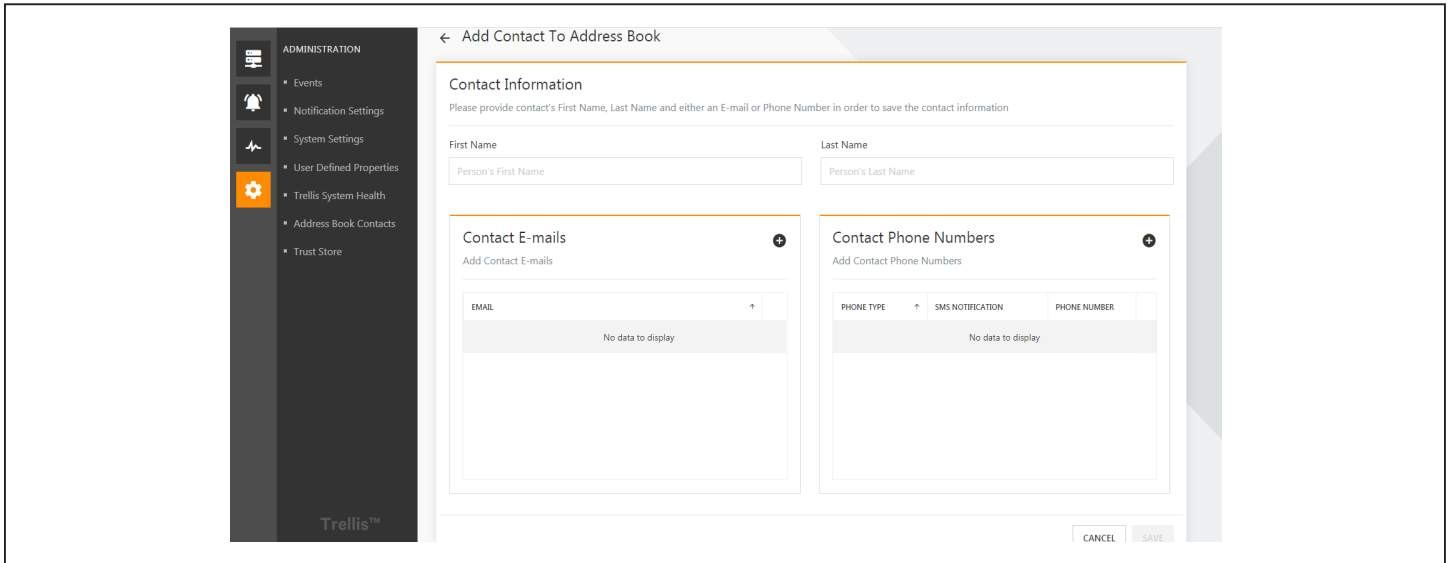 ADMINISTRATION
Events
Notification Settings
System Settings
User Defined Properties
Trellis System Health
Address Book Contacts
Trust Store
Trellis™
Add Contact To Address Book
Contact Information
Please provide contact's First Name, Last Name and either an E-mail or Phone Number in order to save the contact information
First Name
Person's First Name
Last Name
Person's Last Name
Contact E-mails
Add Contact E-mails
EMAIL
No data to display
Contact Phone Numbers
Add Contact Phone Numbers
PHONE TYPE SMS NOTIFICATION PHONE NUMBER
No data to display
CANCEL SAVE